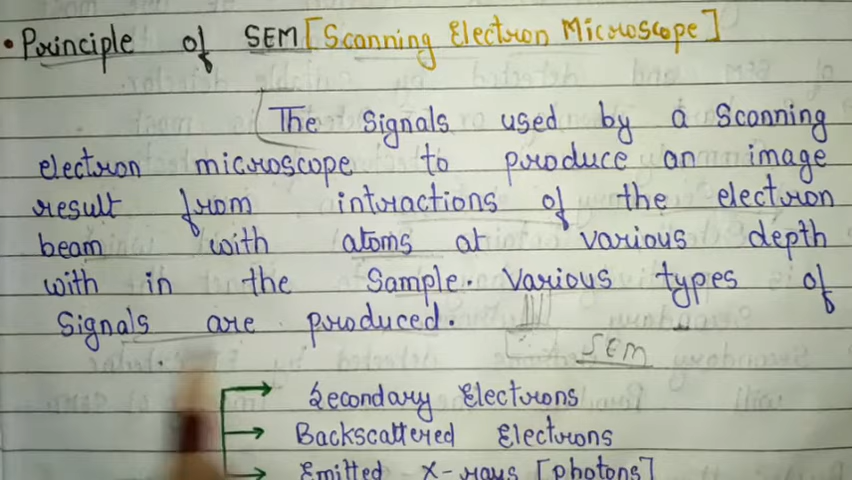 • Principle of SEM [Scanning Electron Microscope]
The Signals used by a Scanning
electron microscope to produce an image
result from intractions of the electron
beam with atoms at various depth
with in the Sample. Various types of
Signals are produced.
SEM
Secondary Electrons
Backscattered Electrons
Emitted X-rays [photons]